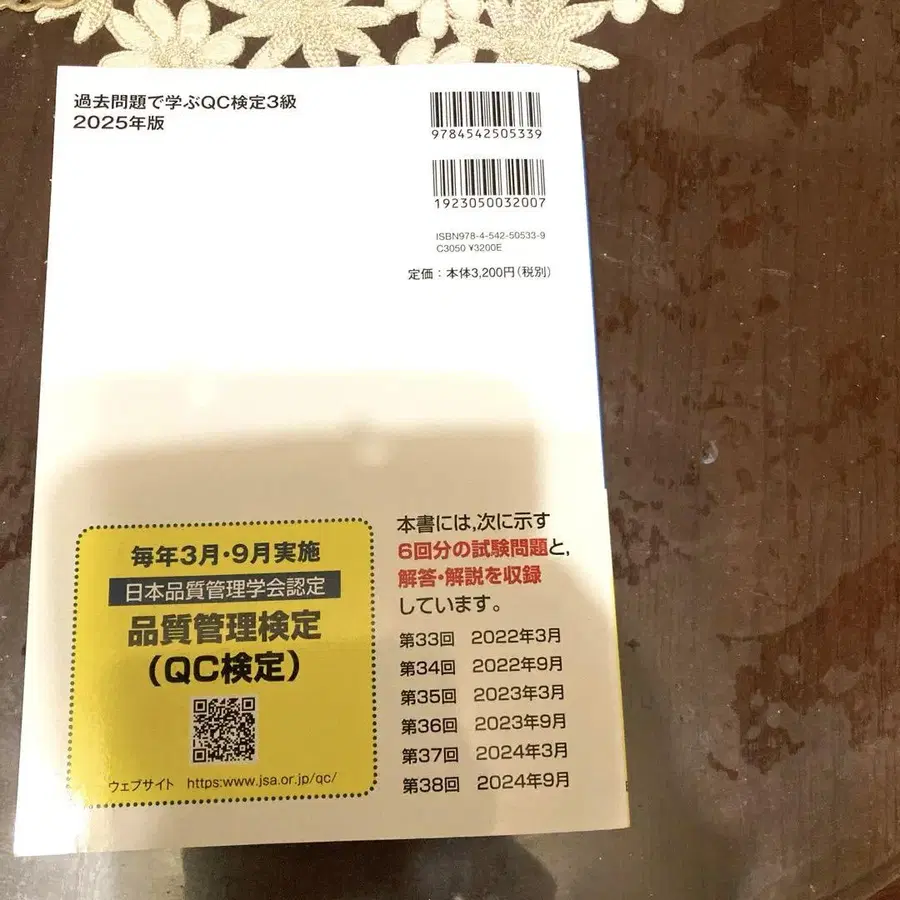 過去問題で学ぶQC検定3級
2025年版
9784542505339
1923050032007
ISBN978-4-542-50533-9
C3050 ¥3200E
定価：本体3,200円（税別）
毎年3月・9月実施
日本品質管理学会認定
品質管理検定
（QC検定）
ウェブサイト https:www.jsa.or.jp/qc/
本書には,次に示す
6回分の試験問題と,
解答・解説を収録
しています。
第33回 2022年3月
第34回 2022年9月
第35回 2023年3月
第36回 2023年9月
第37回 2024年3月
第38回 2024年9月